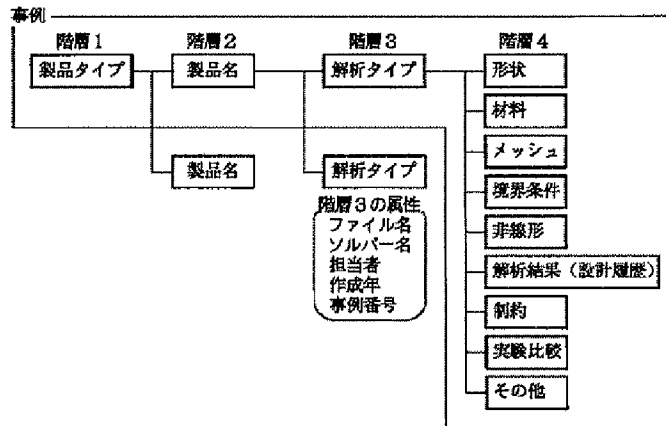 事例
階層1
階層2
階層3
階層4
製品タイプ
製品名
解析タイプ
形状
材料
メッシュ
製品名
解析タイプ
境界条件
階層3の属性
ファイル名
ソルバー名
担当者
作成年
事例番号
非線形
解析結果(設計履歴)
制約
実験比較
その他